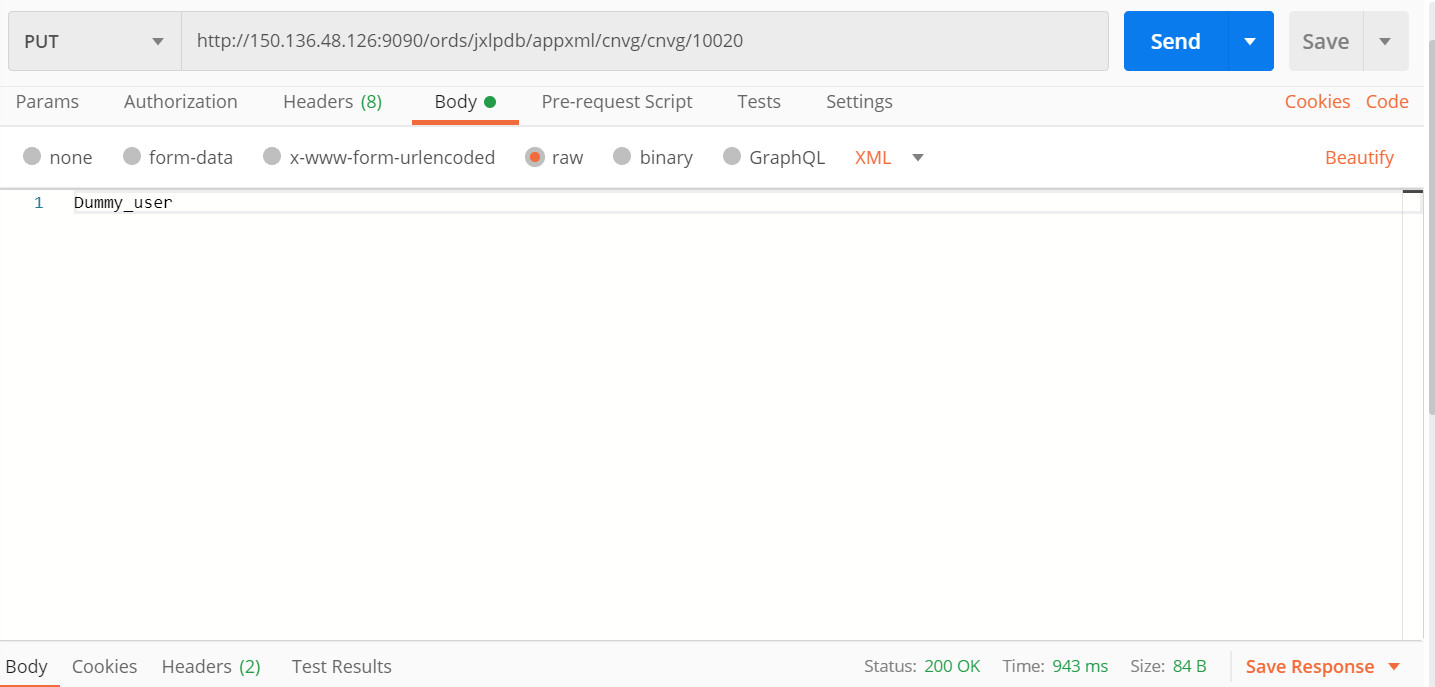 PUT http://150.136.48.126:9090/ords/jxlpdb/appxml/cnvg/cnvg/10020 Send Save
Params Authorization Headers (8) Body Pre-request Script Tests Settings Cookies Code
none form-data x-www-form-urlencoded raw binary GraphQL XML Beautify
1 Dummy_user
Body Cookies Headers (2) Test Results Status: 200 OK Time: 943 ms Size: 84 B Save Response